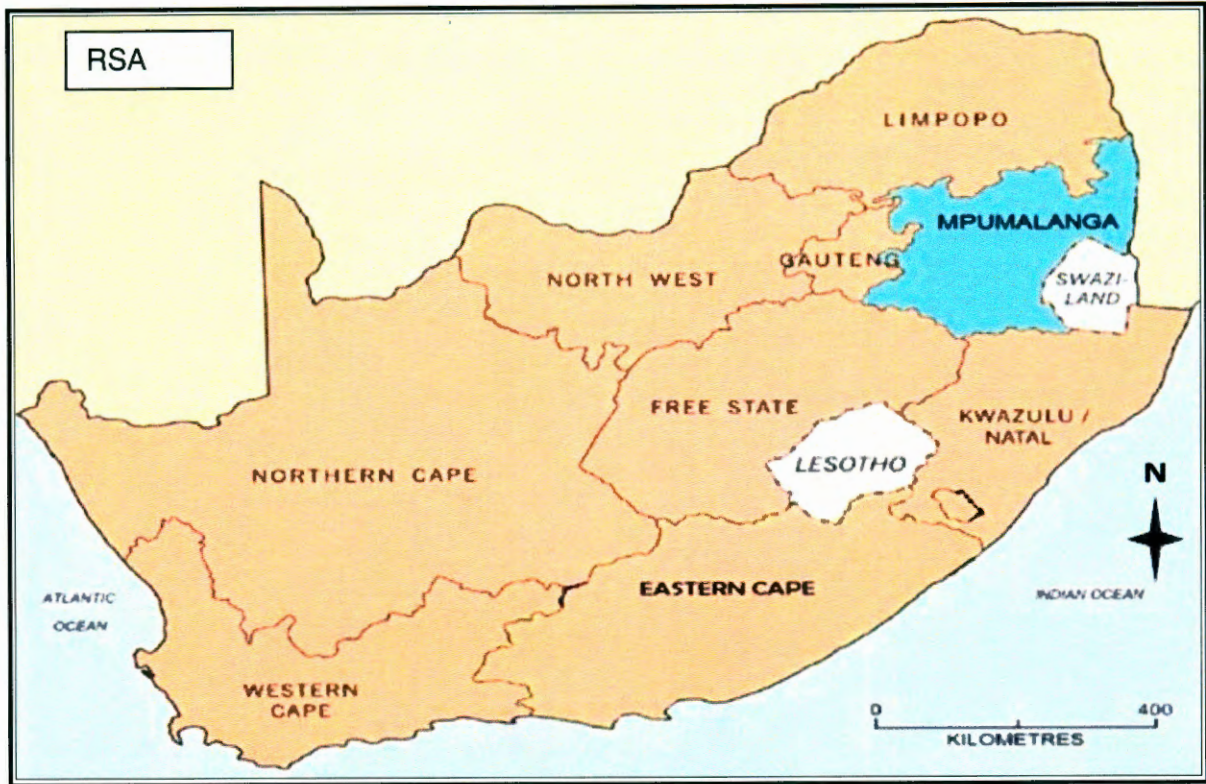 RSA
LIMPOPO
MPUMALANGA
GAUTENG
NORTH WEST
SWAZI-
LAND
FREE STATE
KWAZULU /
NATAL
LESOTHO
NORTHERN CAPE
N
EASTERN CAPE
ATLANTIC
OCEAN
INDIAN OCEAN
WESTERN
CAPE
0 400
KILOMETRES